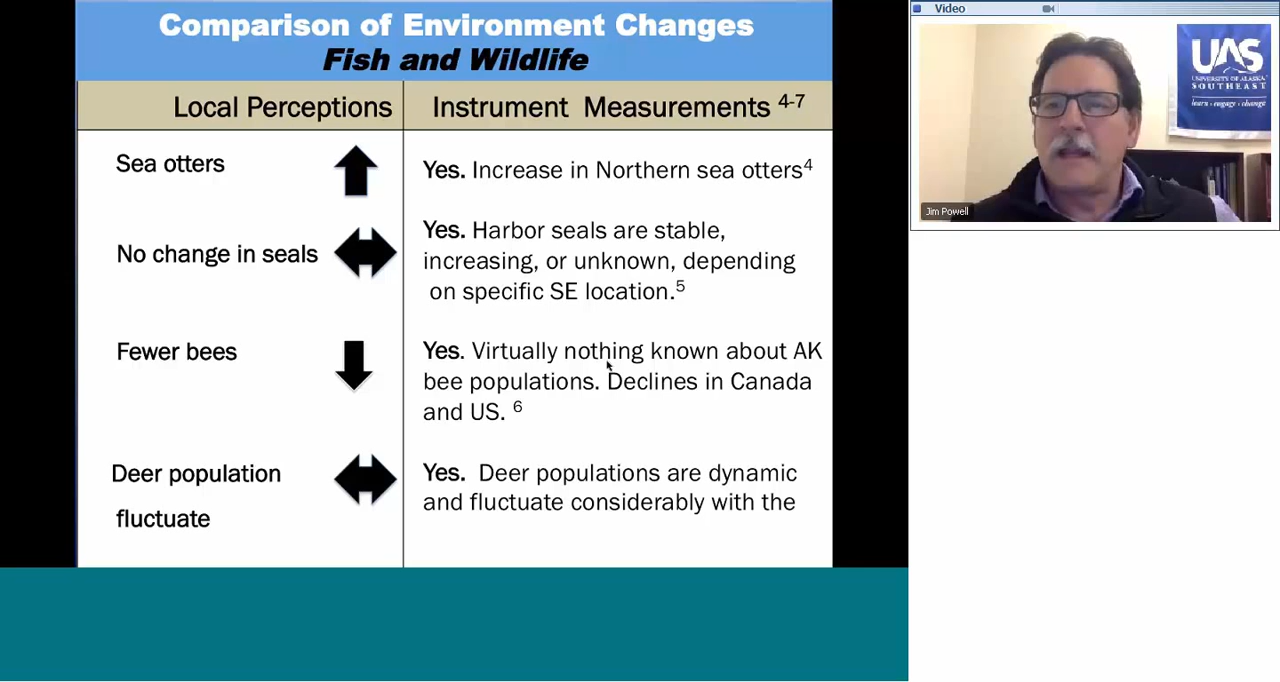 Comparison of Environment Changes
Fish and Wildlife
Local Perceptions
Instrument Measurements 4-7
Sea otters
Yes. Increase in Northern sea otters4
No change in seals
Yes. Harbor seals are stable,
increasing, or unknown, depending
on specific SE location.5
Fewer bees
Yes. Virtually nothing known about AK
bee populations. Declines in Canada
and US. 6
Deer population
fluctuate
Yes. Deer populations are dynamic
and fluctuate considerably with the
Video
UAS
UNIVERSITY OF ALASKA
SOUTHEAST
learn • engage • change
Jim Powell